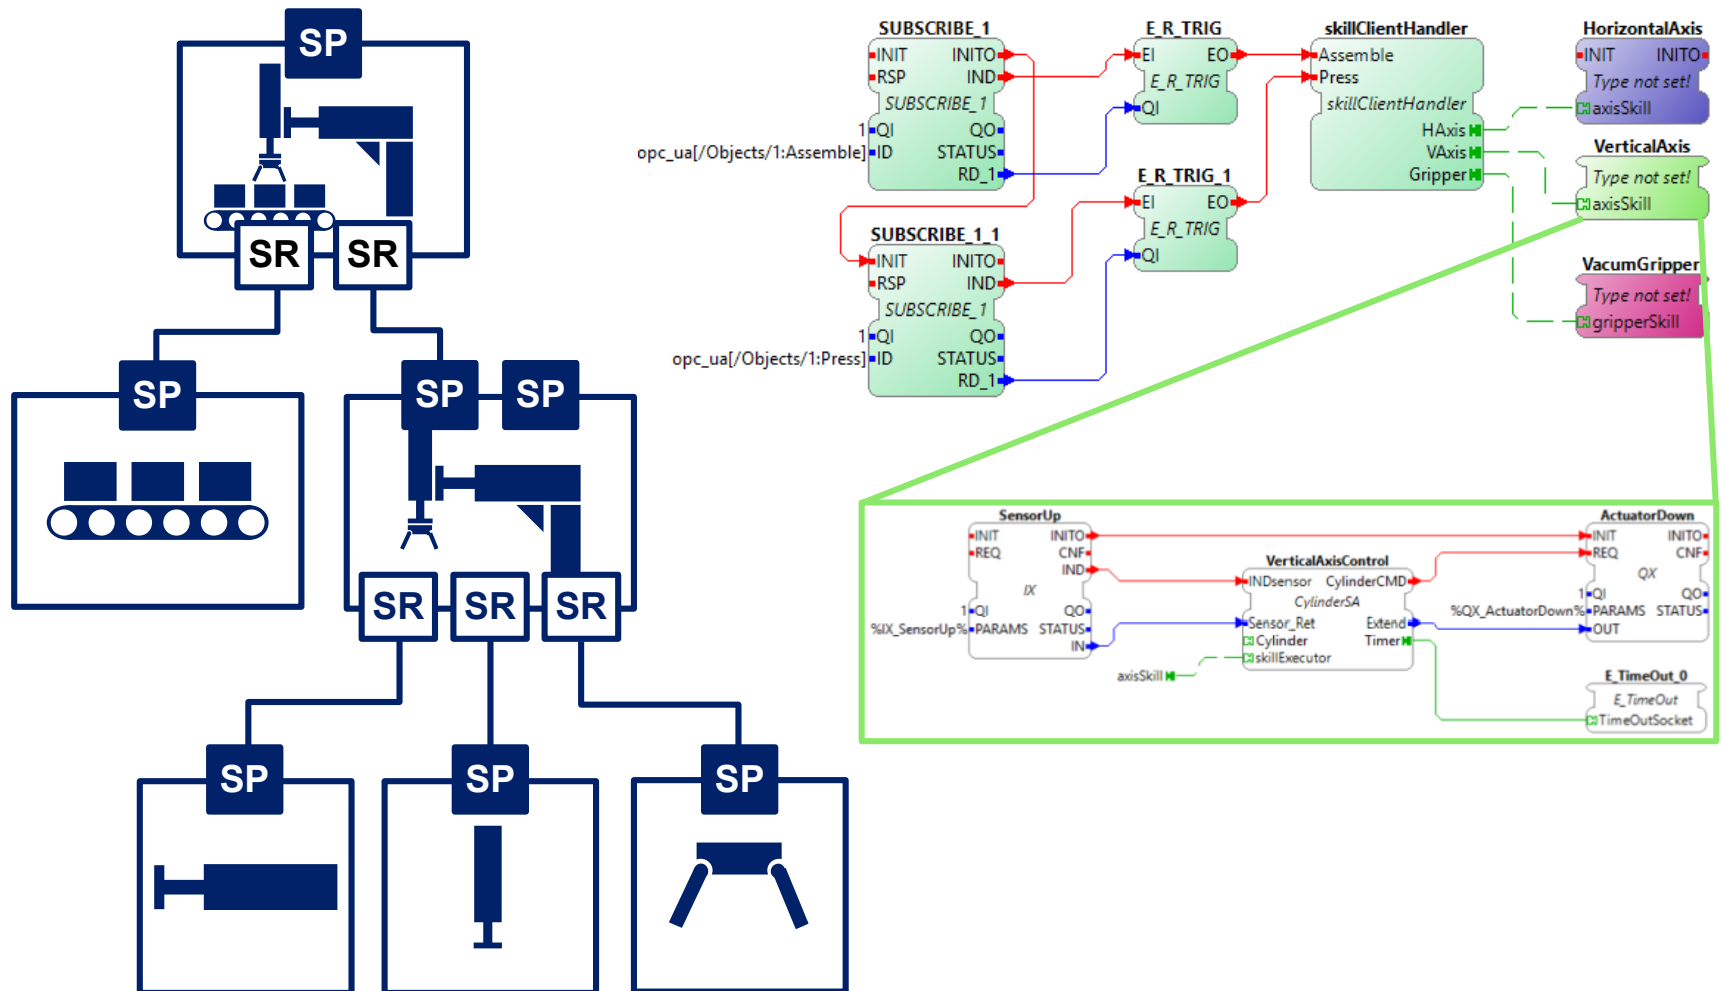 SP
SR
SR
SP
SP
SP
SR
SR
SR
SP
SP
SP
SUBSCRIBE_1
INIT INITO
RSP IND
SUBSCRIBE_1
1 QI QO
opc_ua[/Objects/1:Assemble] ID STATUS
RD_1
E_R_TRIG
EI EO
E_R_TRIG
QI
skillClientHandler
Assemble
Press
skillClientHandler
HAxis
VAxis
Gripper
HorizontalAxis
INIT INITO
Type not set!
axisSkill
VerticalAxis
Type not set!
axisSkill
VacumGripper
Type not set!
gripperSkill
SUBSCRIBE_1_1
INIT INITO
RSP IND
SUBSCRIBE_1
1 QI QO
opc_ua[/Objects/1:Press] ID STATUS
RD_1
E_R_TRIG_1
EI EO
E_R_TRIG
QI
SensorUp
INIT INITO
REQ CNF
IND
IX
1 QI QO
%IX_SensorUp% PARAMS STATUS
IN
VerticalAxisControl
INDsensor CylinderCMD
CylinderSA
Sensor_Ret Extend
Cylinder Timer
skillExecutor
axisSkill
ActuatorDown
INIT INITO
REQ CNF
QX
1 QI QO
%QX_ActuatorDown% PARAMS STATUS
OUT
E_TimeOut_0
E_TimeOut
TimeOutSocket